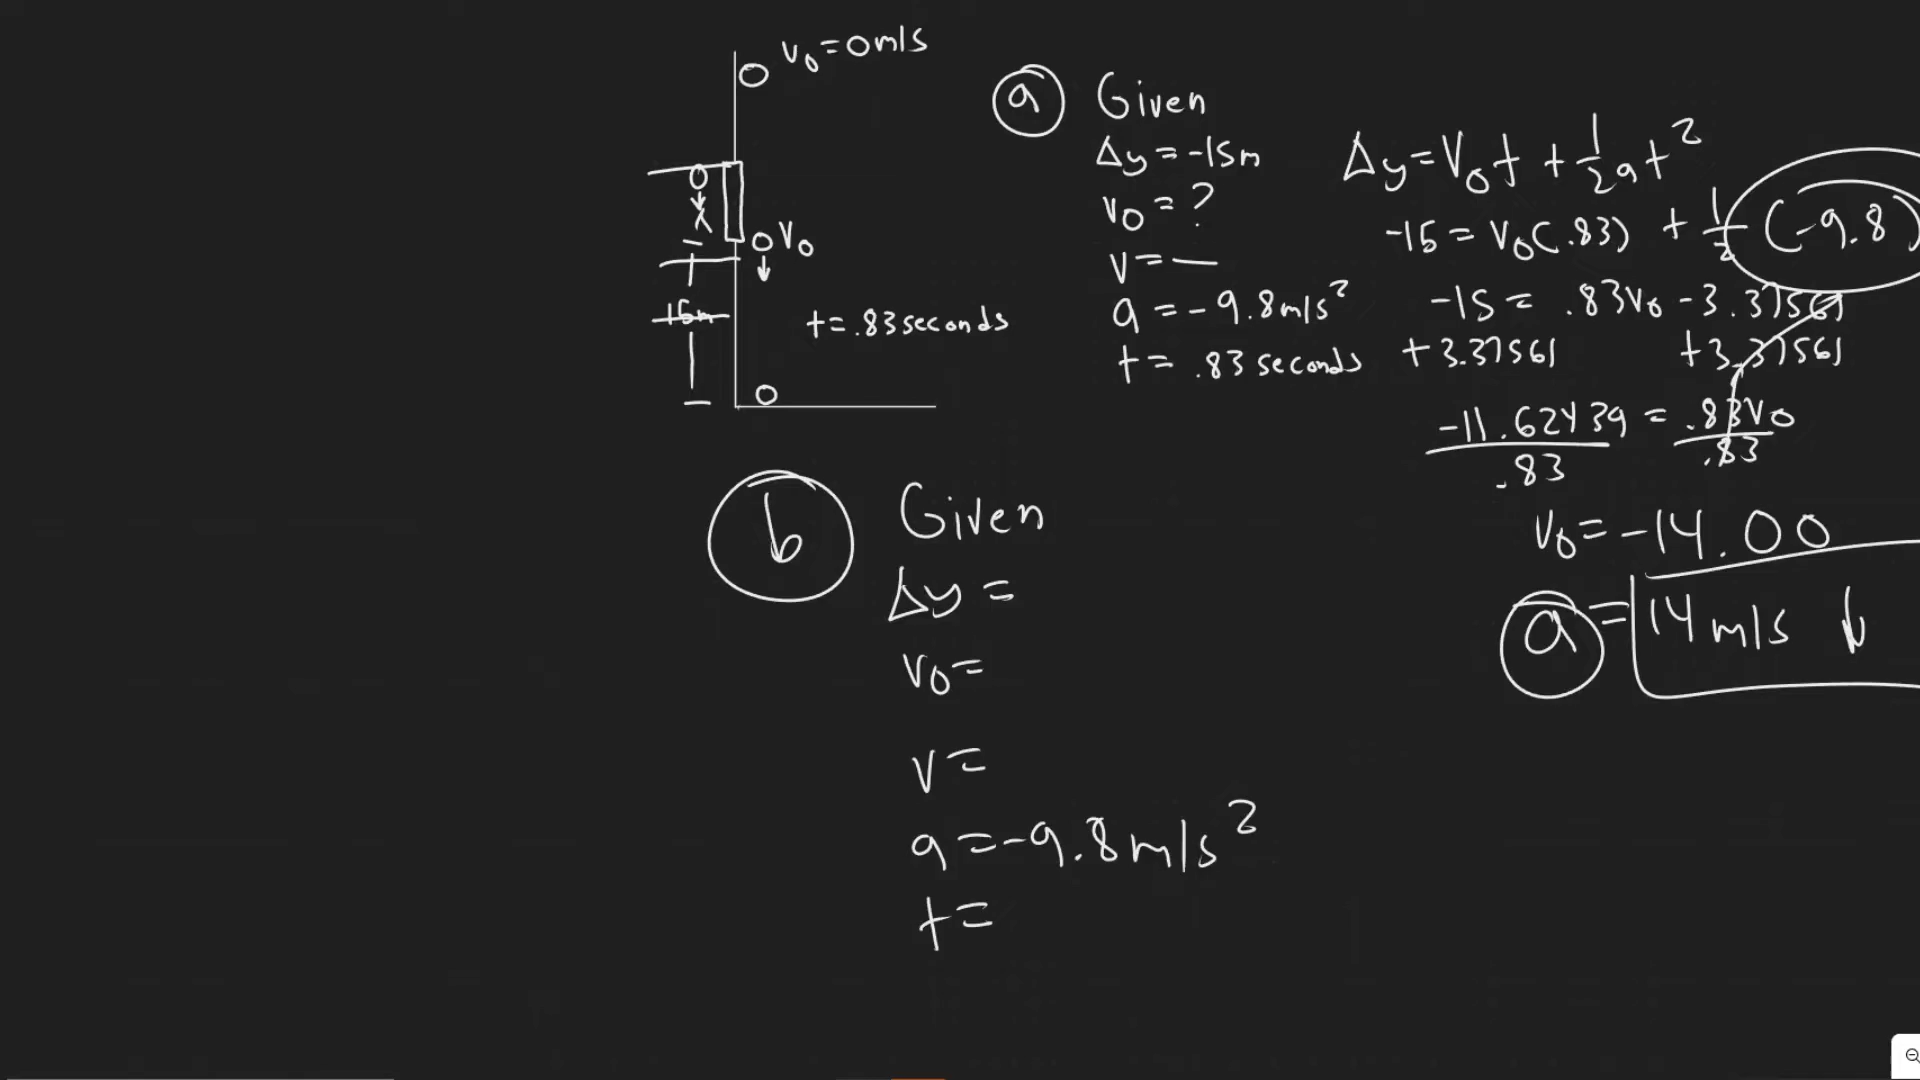 v₀ = 0m/s
v₀
15m
t = .83 seconds
a
Given
Δy = -15m
v₀ = ?
v = —
a = -9.8m/s²
t = .83 seconds
Δy = V₀t + ½at²
-15 = V₀(.83) + ½(-9.8)
-15 = .83V₀ - 3.37561
+3.37561 +3.37561
-11.62439 = .83V₀
.83 .83
V₀ = -14.00
a = 14m/s ↓
b
Given
Δy =
v₀ =
v =
a = -9.8m/s²
t =